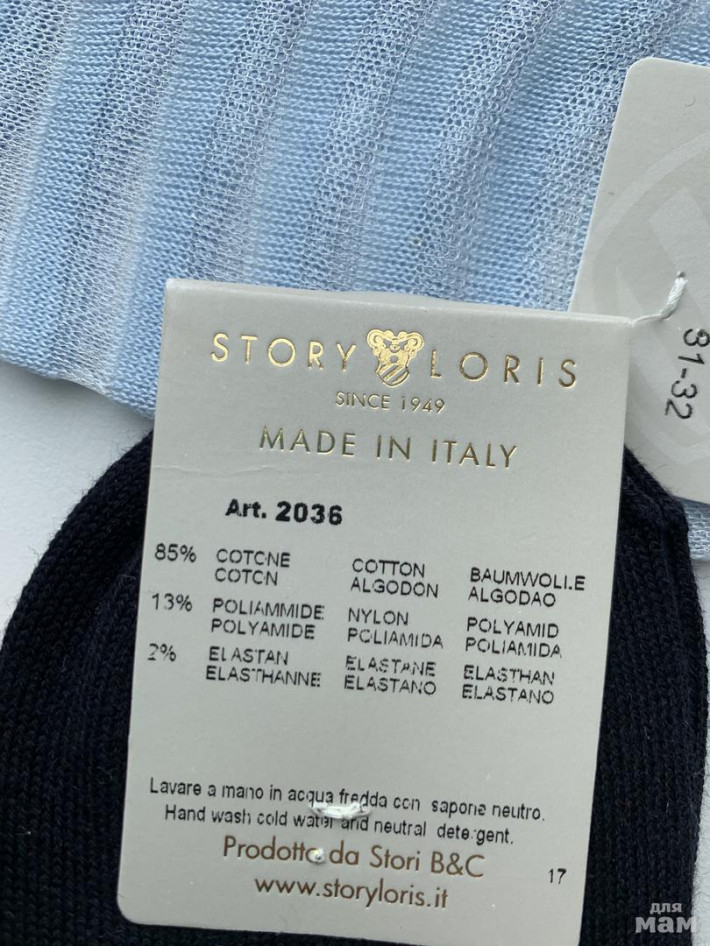 STORY LORIS
SINCE 1949
MADE IN ITALY
31-32
Art. 2036
85% COTONE COTTON BAUMWOLLE
COTON ALGODON ALGODAO
13% POLIAMMIDE NYLON POLYAMID
POLYAMIDE POLIAMIDA POLIAMIDA
2% ELASTAN ELASTANE ELASTHAN
ELASTHANNE ELASTANO ELASTANO
Lavare a mano in acqua fredda con sapone neutro.
Hand wash cold water and neutral detergent.
Prodotto da Stori B&C
17
www.storyloris.it
для
мам